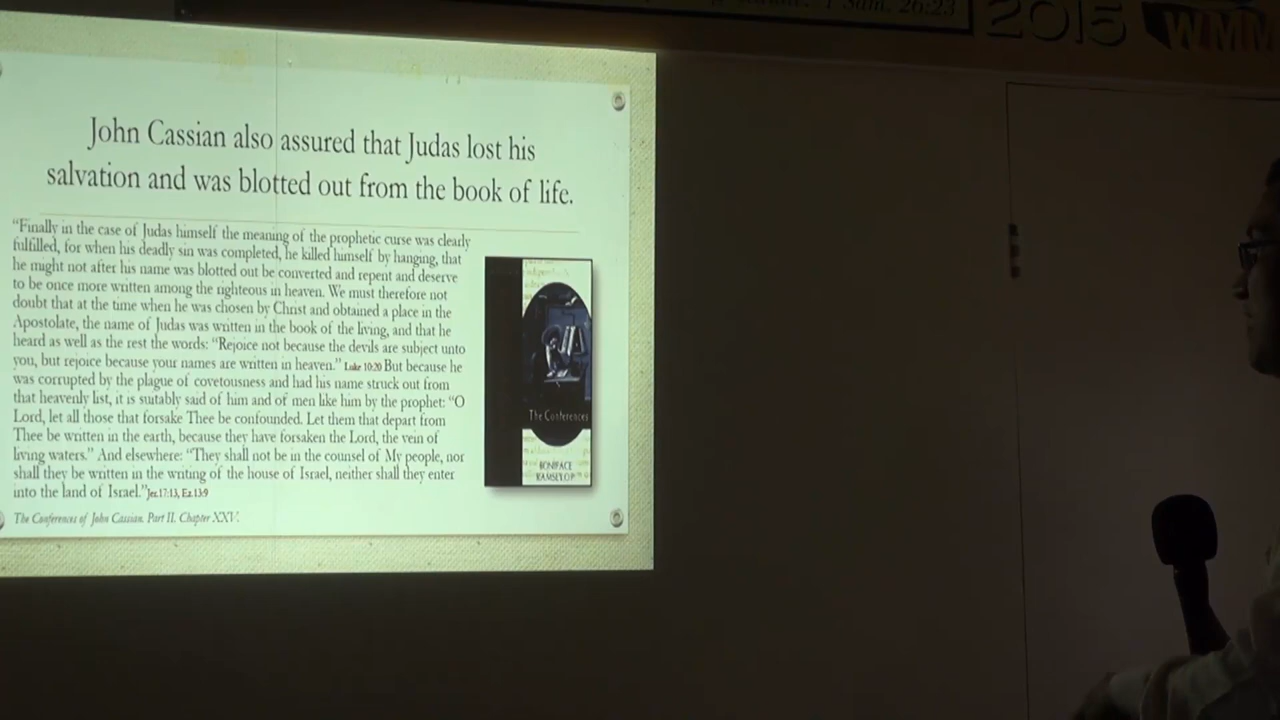 1 Sam. 26:23
2015
WMM
John Cassian also assured that Judas lost his
salvation and was blotted out from the book of life.
"Finally in the case of Judas himself the meaning of the prophetic curse was clearly
fulfilled, for when his deadly sin was completed, he killed himself by hanging, that
he might not after his name was blotted out be converted and repent and deserve
to be once more written among the righteous in heaven. We must therefore not
doubt that at the time when he was chosen by Christ and obtained a place in the
Apostolate, the name of Judas was written in the book of the living, and that he
heard as well as the rest the words: "Rejoice not because the devils are subject unto
you, but rejoice because your names are written in heaven." Luke 10:20 But because he
was corrupted by the plague of covetousness and had his name struck out from
that heavenly list, it is suitably said of him and of men like him by the prophet: "O
Lord, let all those that forsake Thee be confounded. Let them that depart from
Thee be written in the earth, because they have forsaken the Lord, the vein of
living waters." And elsewhere: "They shall not be in the counsel of My people, nor
shall they be written in the writing of the house of Israel, neither shall they enter
into the land of Israel."Jer.17:13, Ez.13:9
The Conferences of John Cassian. Part II. Chapter XXV.
The Conferences
BONIFACE
RAMSEY, O.P.